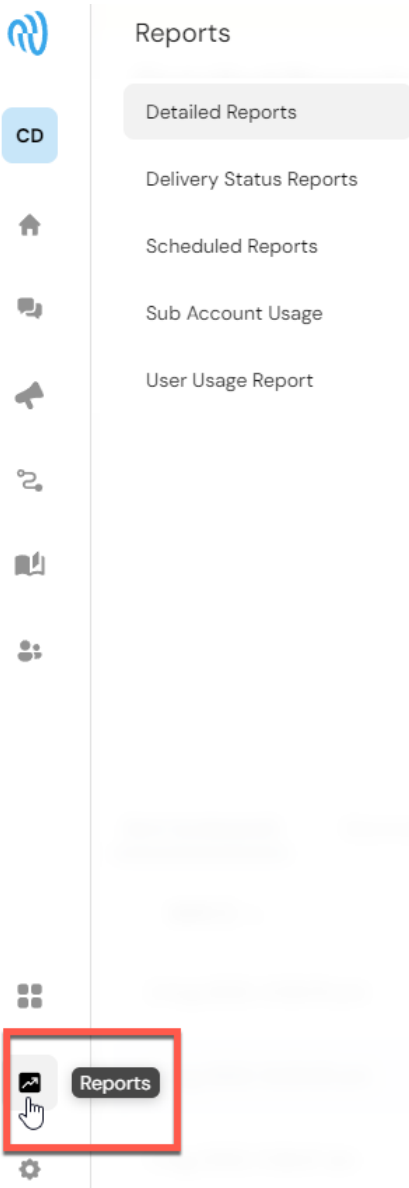 Reports
CD
Detailed Reports
Delivery Status Reports
Scheduled Reports
Sub Account Usage
User Usage Report
Reports